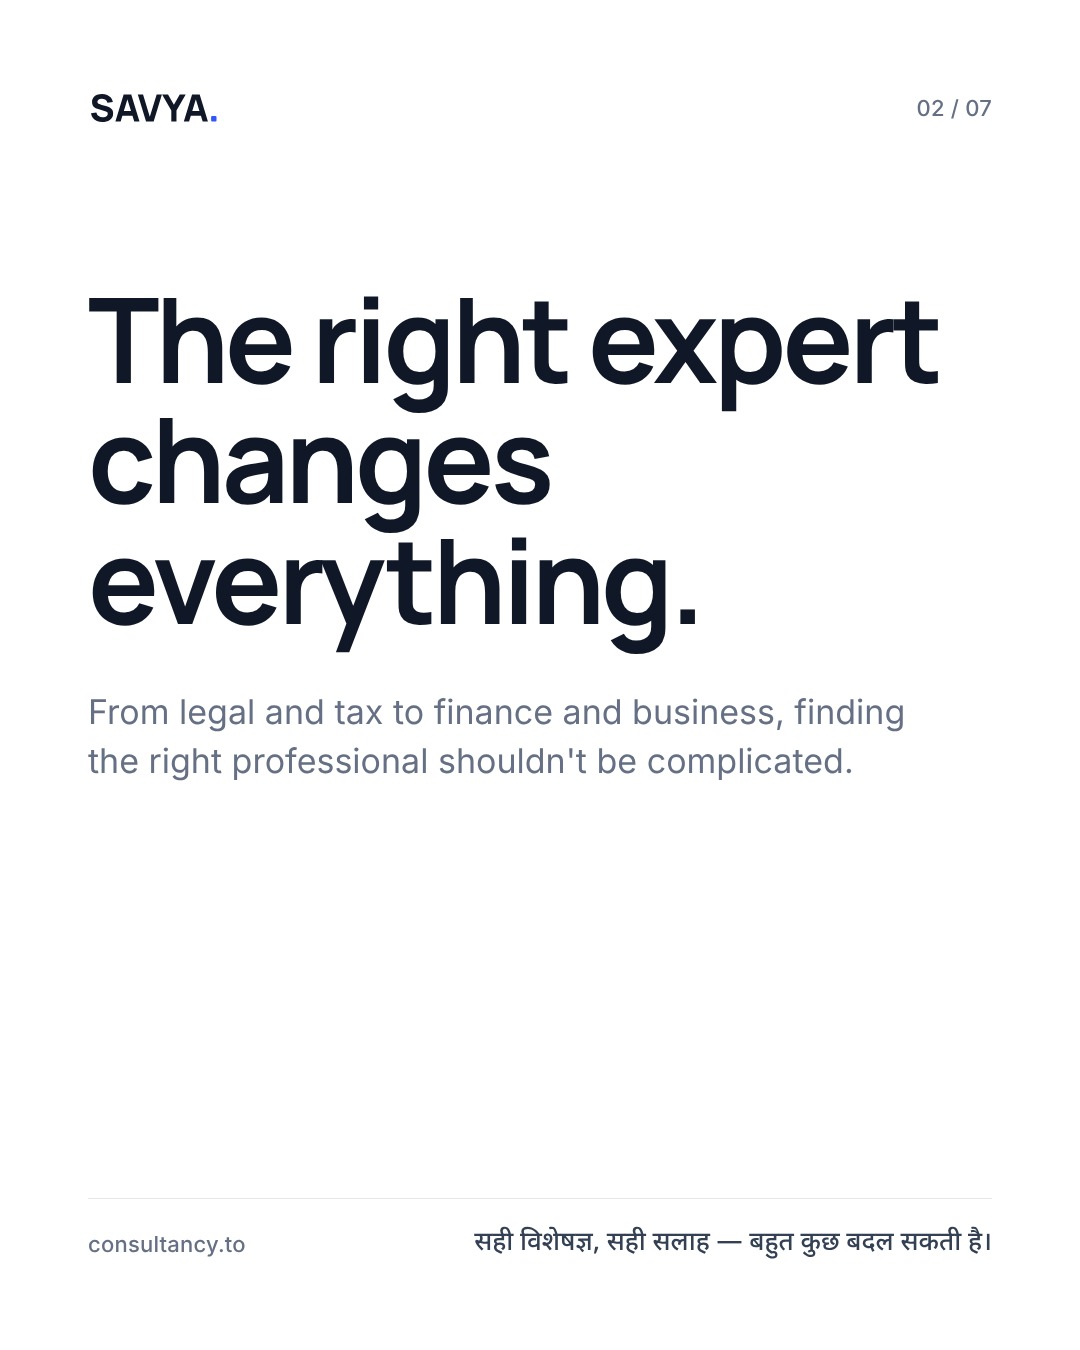 SAVYA.
02 / 07
The right expert
changes
everything.
From legal and tax to finance and business, finding
the right professional shouldn't be complicated.
consultancy.to
सही विशेषज्ञ, सही सलाह — बहुत कुछ बदल सकती है।